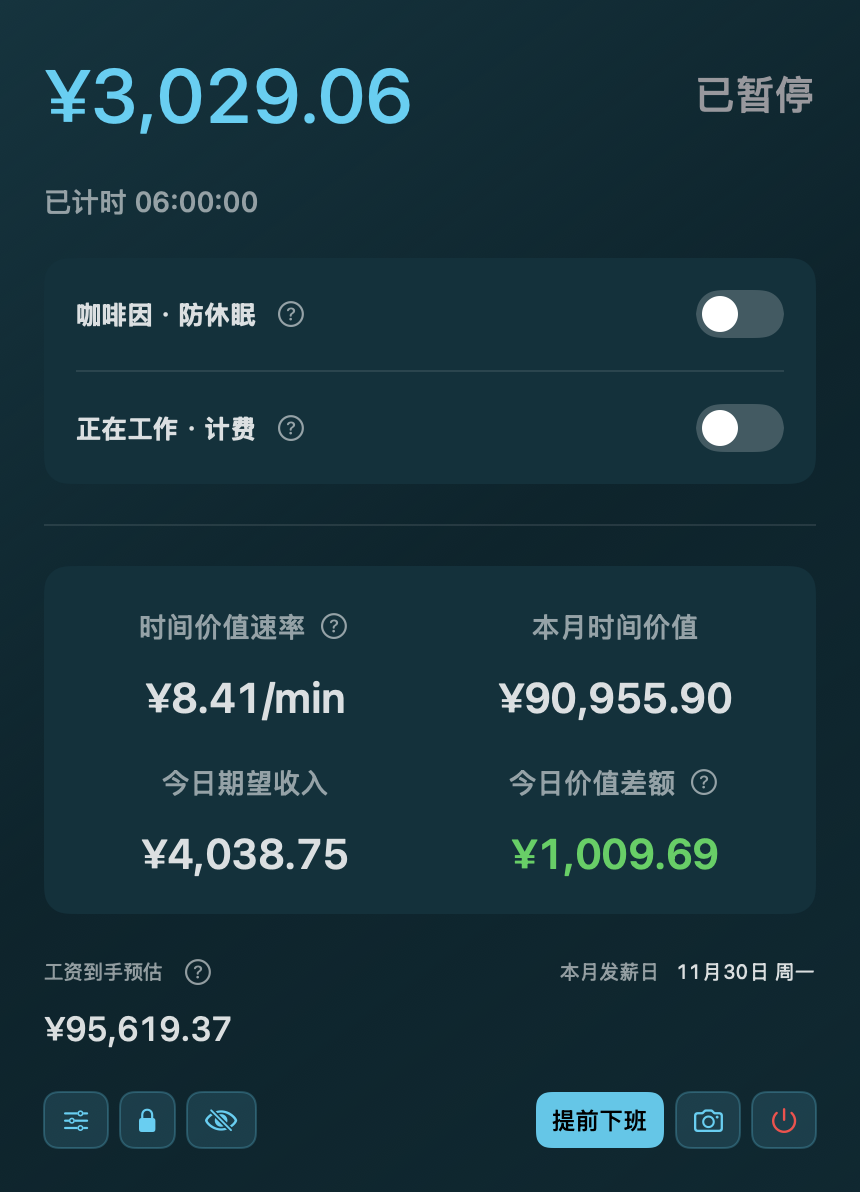 ¥3,029.06
已暂停
已计时 06:00:00
咖啡因 · 防休眠 ?
正在工作 · 计费 ?
时间价值速率 ?
本月时间价值
¥8.41/min
¥90,955.90
今日期望收入
今日价值差额 ?
¥4,038.75
¥1,009.69
工资到手预估 ?
本月发薪日 11月30日 周一
¥95,619.37
提前下班